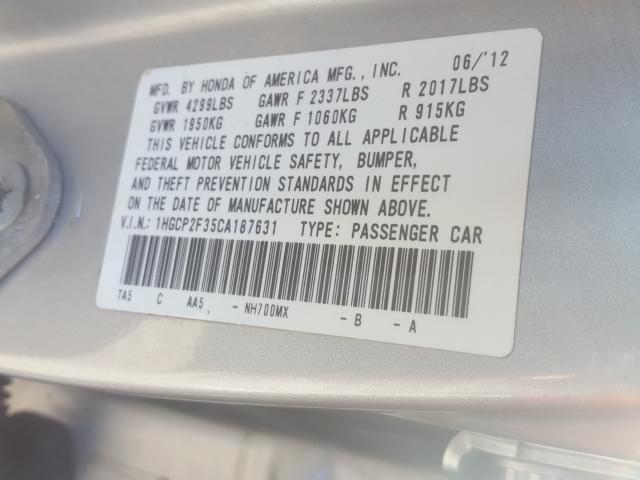 MFD. BY HONDA OF AMERICA MFG., INC. 06/'12
GVWR 4299LBS GAWR F 2337LBS R 2017LBS
GVWR 1950KG GAWR F 1060KG R 915KG
THIS VEHICLE CONFORMS TO ALL APPLICABLE
FEDERAL MOTOR VEHICLE SAFETY, BUMPER,
AND THEFT PREVENTION STANDARDS IN EFFECT
ON THE DATE OF MANUFACTURE SHOWN ABOVE.
V.I.N.: 1HGCP2F35CA187631 TYPE: PASSENGER CAR
TA5 C AA5, - NH700MX - B - A